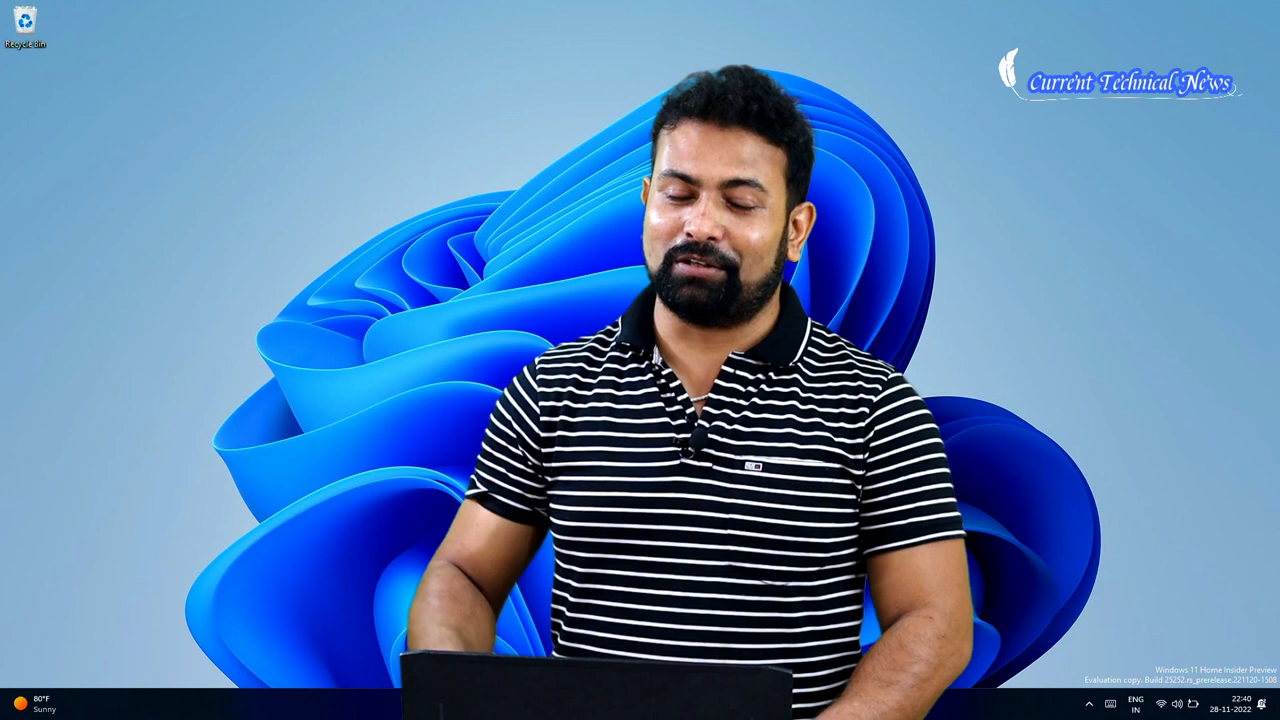 Recycle Bin
Current Technical News
Windows 11 Home Insider Preview
Evaluation copy. Build 25252.rs_prerelease.221120-1508
80°F
Sunny
ENG
IN
22:40
28-11-2022